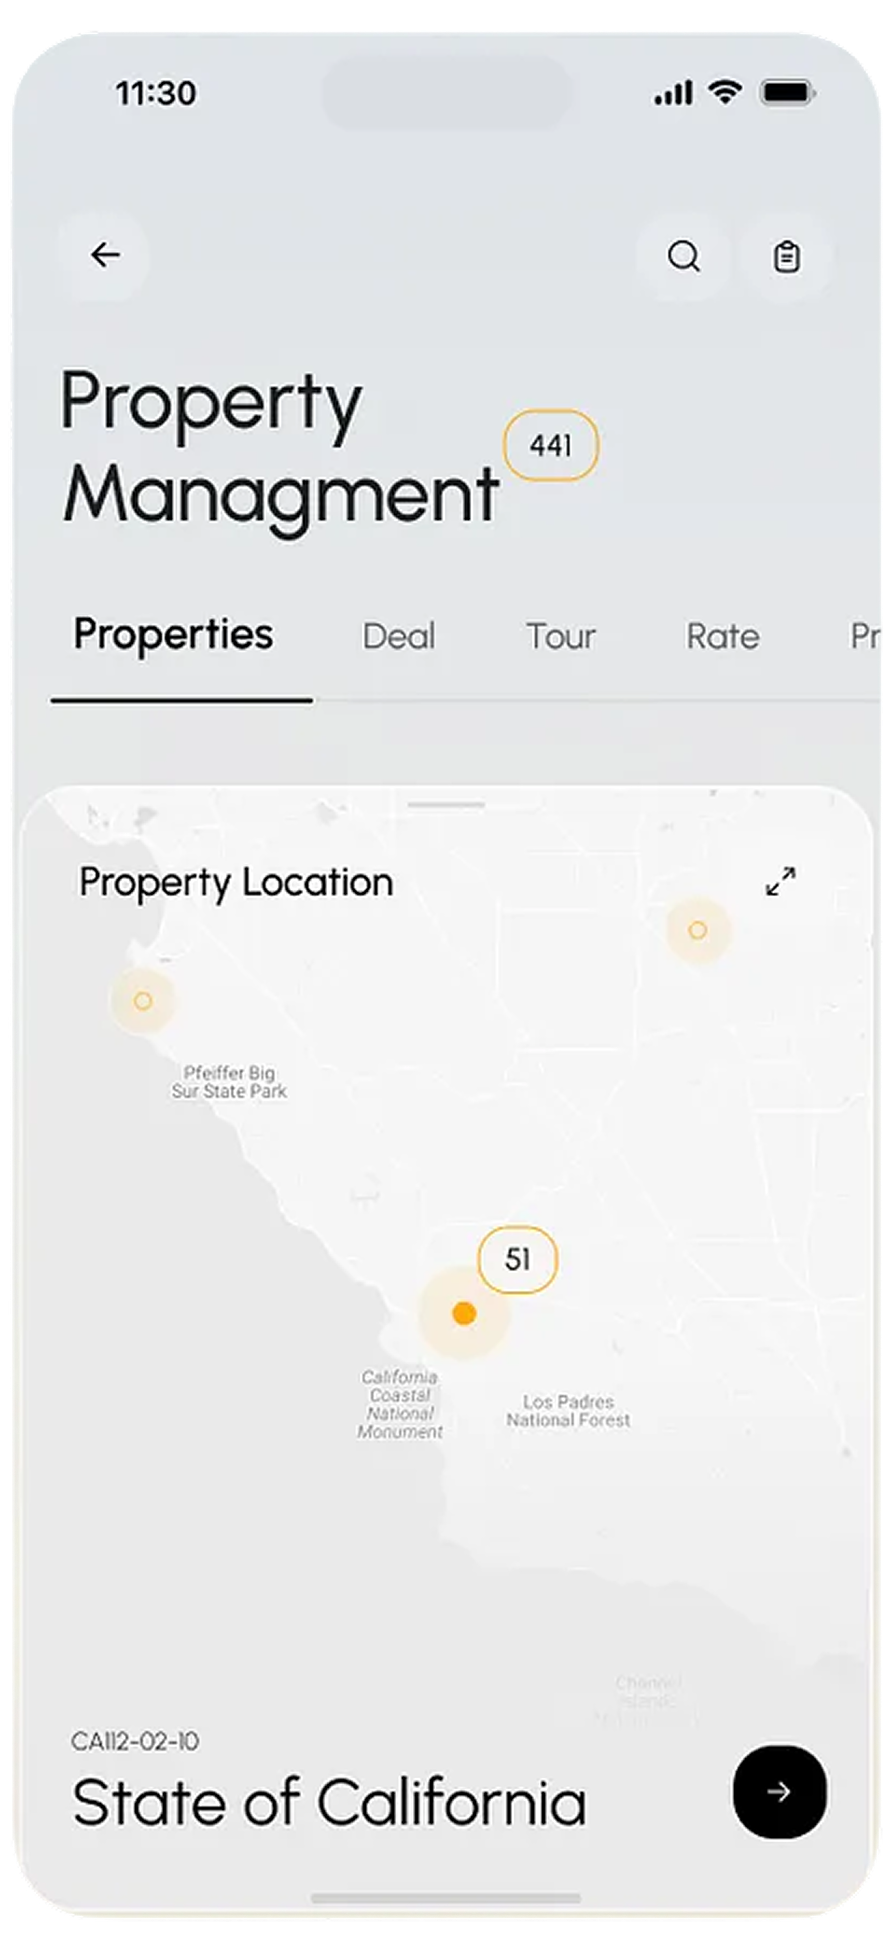 11:30
Property
Managment
441
Properties Deal Tour Rate Pr
Property Location
Pfeiffer Big
Sur State Park
51
California
Coastal
National
Monument
Los Padres
National Forest
Channel
Islands
CA112-02-10
State of California